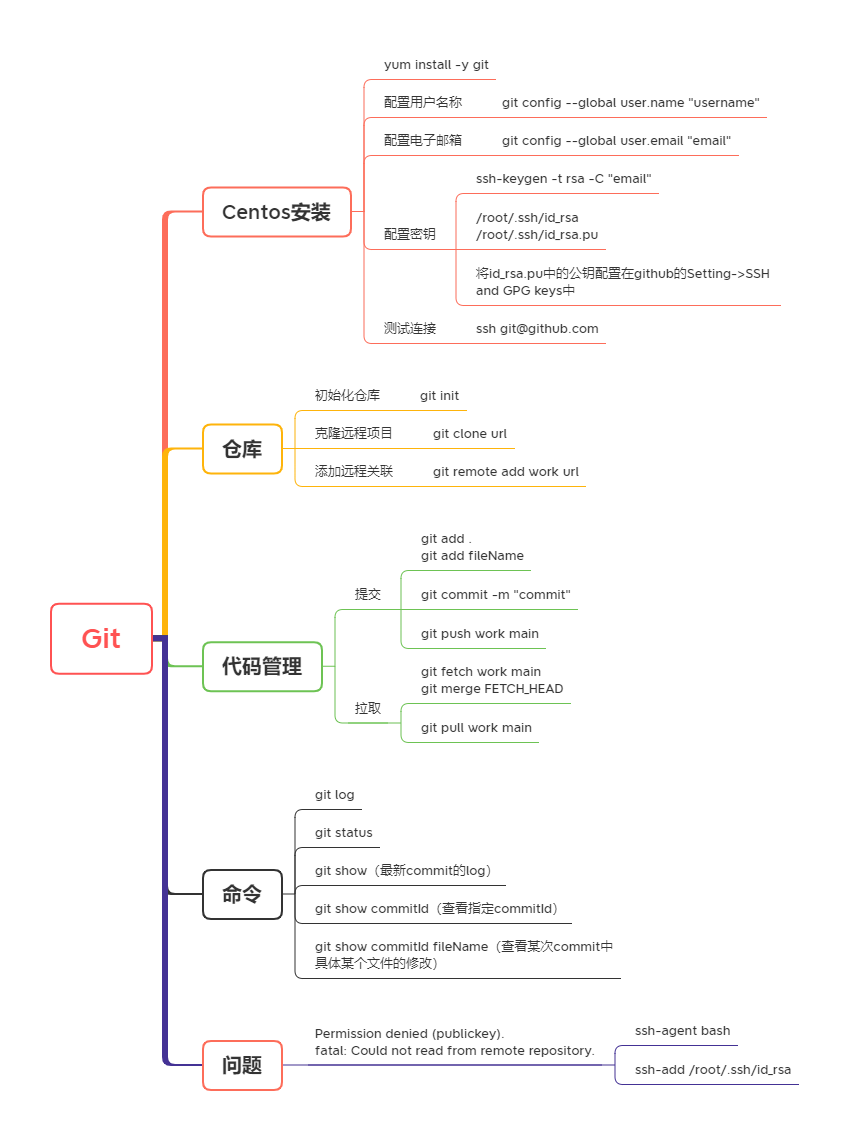 Git
Centos安装
yum install -y git
配置用户名称
git config --global user.name "username"
配置电子邮箱
git config --global user.email "email"
配置密钥
ssh-keygen -t rsa -C "email"
/root/.ssh/id_rsa
/root/.ssh/id_rsa.pu
将id_rsa.pu中的公钥配置在github的Setting->SSH
and GPG keys中
测试连接
ssh git@github.com
仓库
初始化仓库
git init
克隆远程项目
git clone url
添加远程关联
git remote add work url
代码管理
提交
git add .
git add fileName
git commit -m "commit"
git push work main
拉取
git fetch work main
git merge FETCH_HEAD
git pull work main
命令
git log
git status
git show（最新commit的log）
git show commitId（查看指定commitId）
git show commitId fileName（查看某次commit中
具体某个文件的修改）
问题
Permission denied (publickey).
fatal: Could not read from remote repository.
ssh-agent bash
ssh-add /root/.ssh/id_rsa